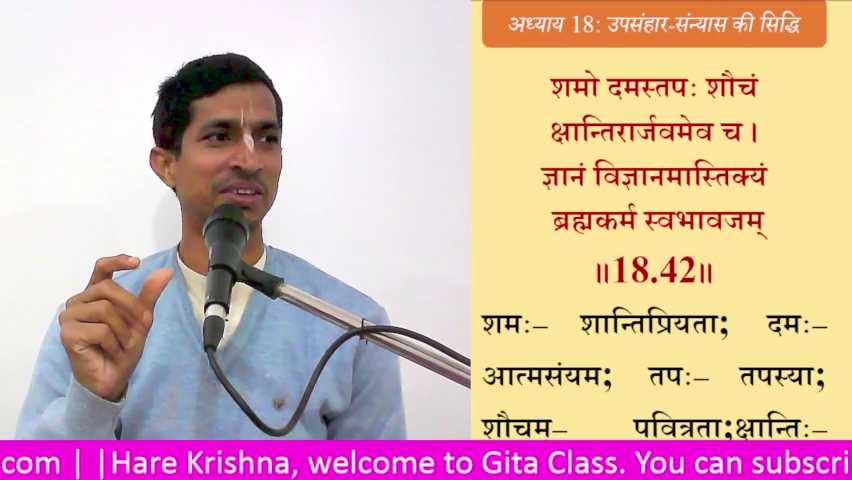 अध्याय 18: उपसंहार-संन्यास की सिद्धि
शमो दमस्तपः शौचं
क्षान्तिरार्जवमेव च।
ज्ञानं विज्ञानमास्तिक्यं
ब्रह्मकर्म स्वभावजम्
॥18.42॥
शमः– शान्तिप्रियता; दमः–
आत्मसंयम; तपः– तपस्या;
शौचम– पवित्रता;क्षान्तिः–
com | |Hare Krishna, welcome to Gita Class. You can subscri